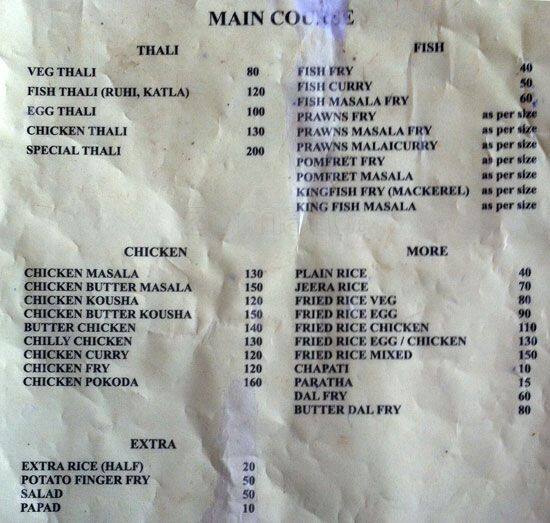 MAIN COURSE
THALI
VEG THALI 80
FISH THALI (RUHI, KATLA) 120
EGG THALI 100
CHICKEN THALI 130
SPECIAL THALI 200
FISH
FISH FRY 40
FISH CURRY 50
FISH MASALA FRY 60
PRAWNS FRY as per size
PRAWNS MASALA FRY as per size
PRAWNS MALAICURRY as per size
POMFRET FRY as per size
POMFRET MASALA as per size
KINGFISH FRY (MACKEREL) as per size
KING FISH MASALA as per size
CHICKEN
CHICKEN MASALA 130
CHICKEN BUTTER MASALA 150
CHICKEN KOUSHA 120
CHICKEN BUTTER KOUSHA 150
BUTTER CHICKEN 140
CHILLY CHICKEN 130
CHICKEN CURRY 120
CHICKEN FRY 120
CHICKEN POKODA 160
MORE
PLAIN RICE 40
JEERA RICE 70
FRIED RICE VEG 80
FRIED RICE EGG 90
FRIED RICE CHICKEN 110
FRIED RICE EGG / CHICKEN 130
FRIED RICE MIXED 150
CHAPATI 10
PARATHA 15
DAL FRY 60
BUTTER DAL FRY 80
EXTRA
EXTRA RICE (HALF) 20
POTATO FINGER FRY 50
SALAD 50
PAPAD 10